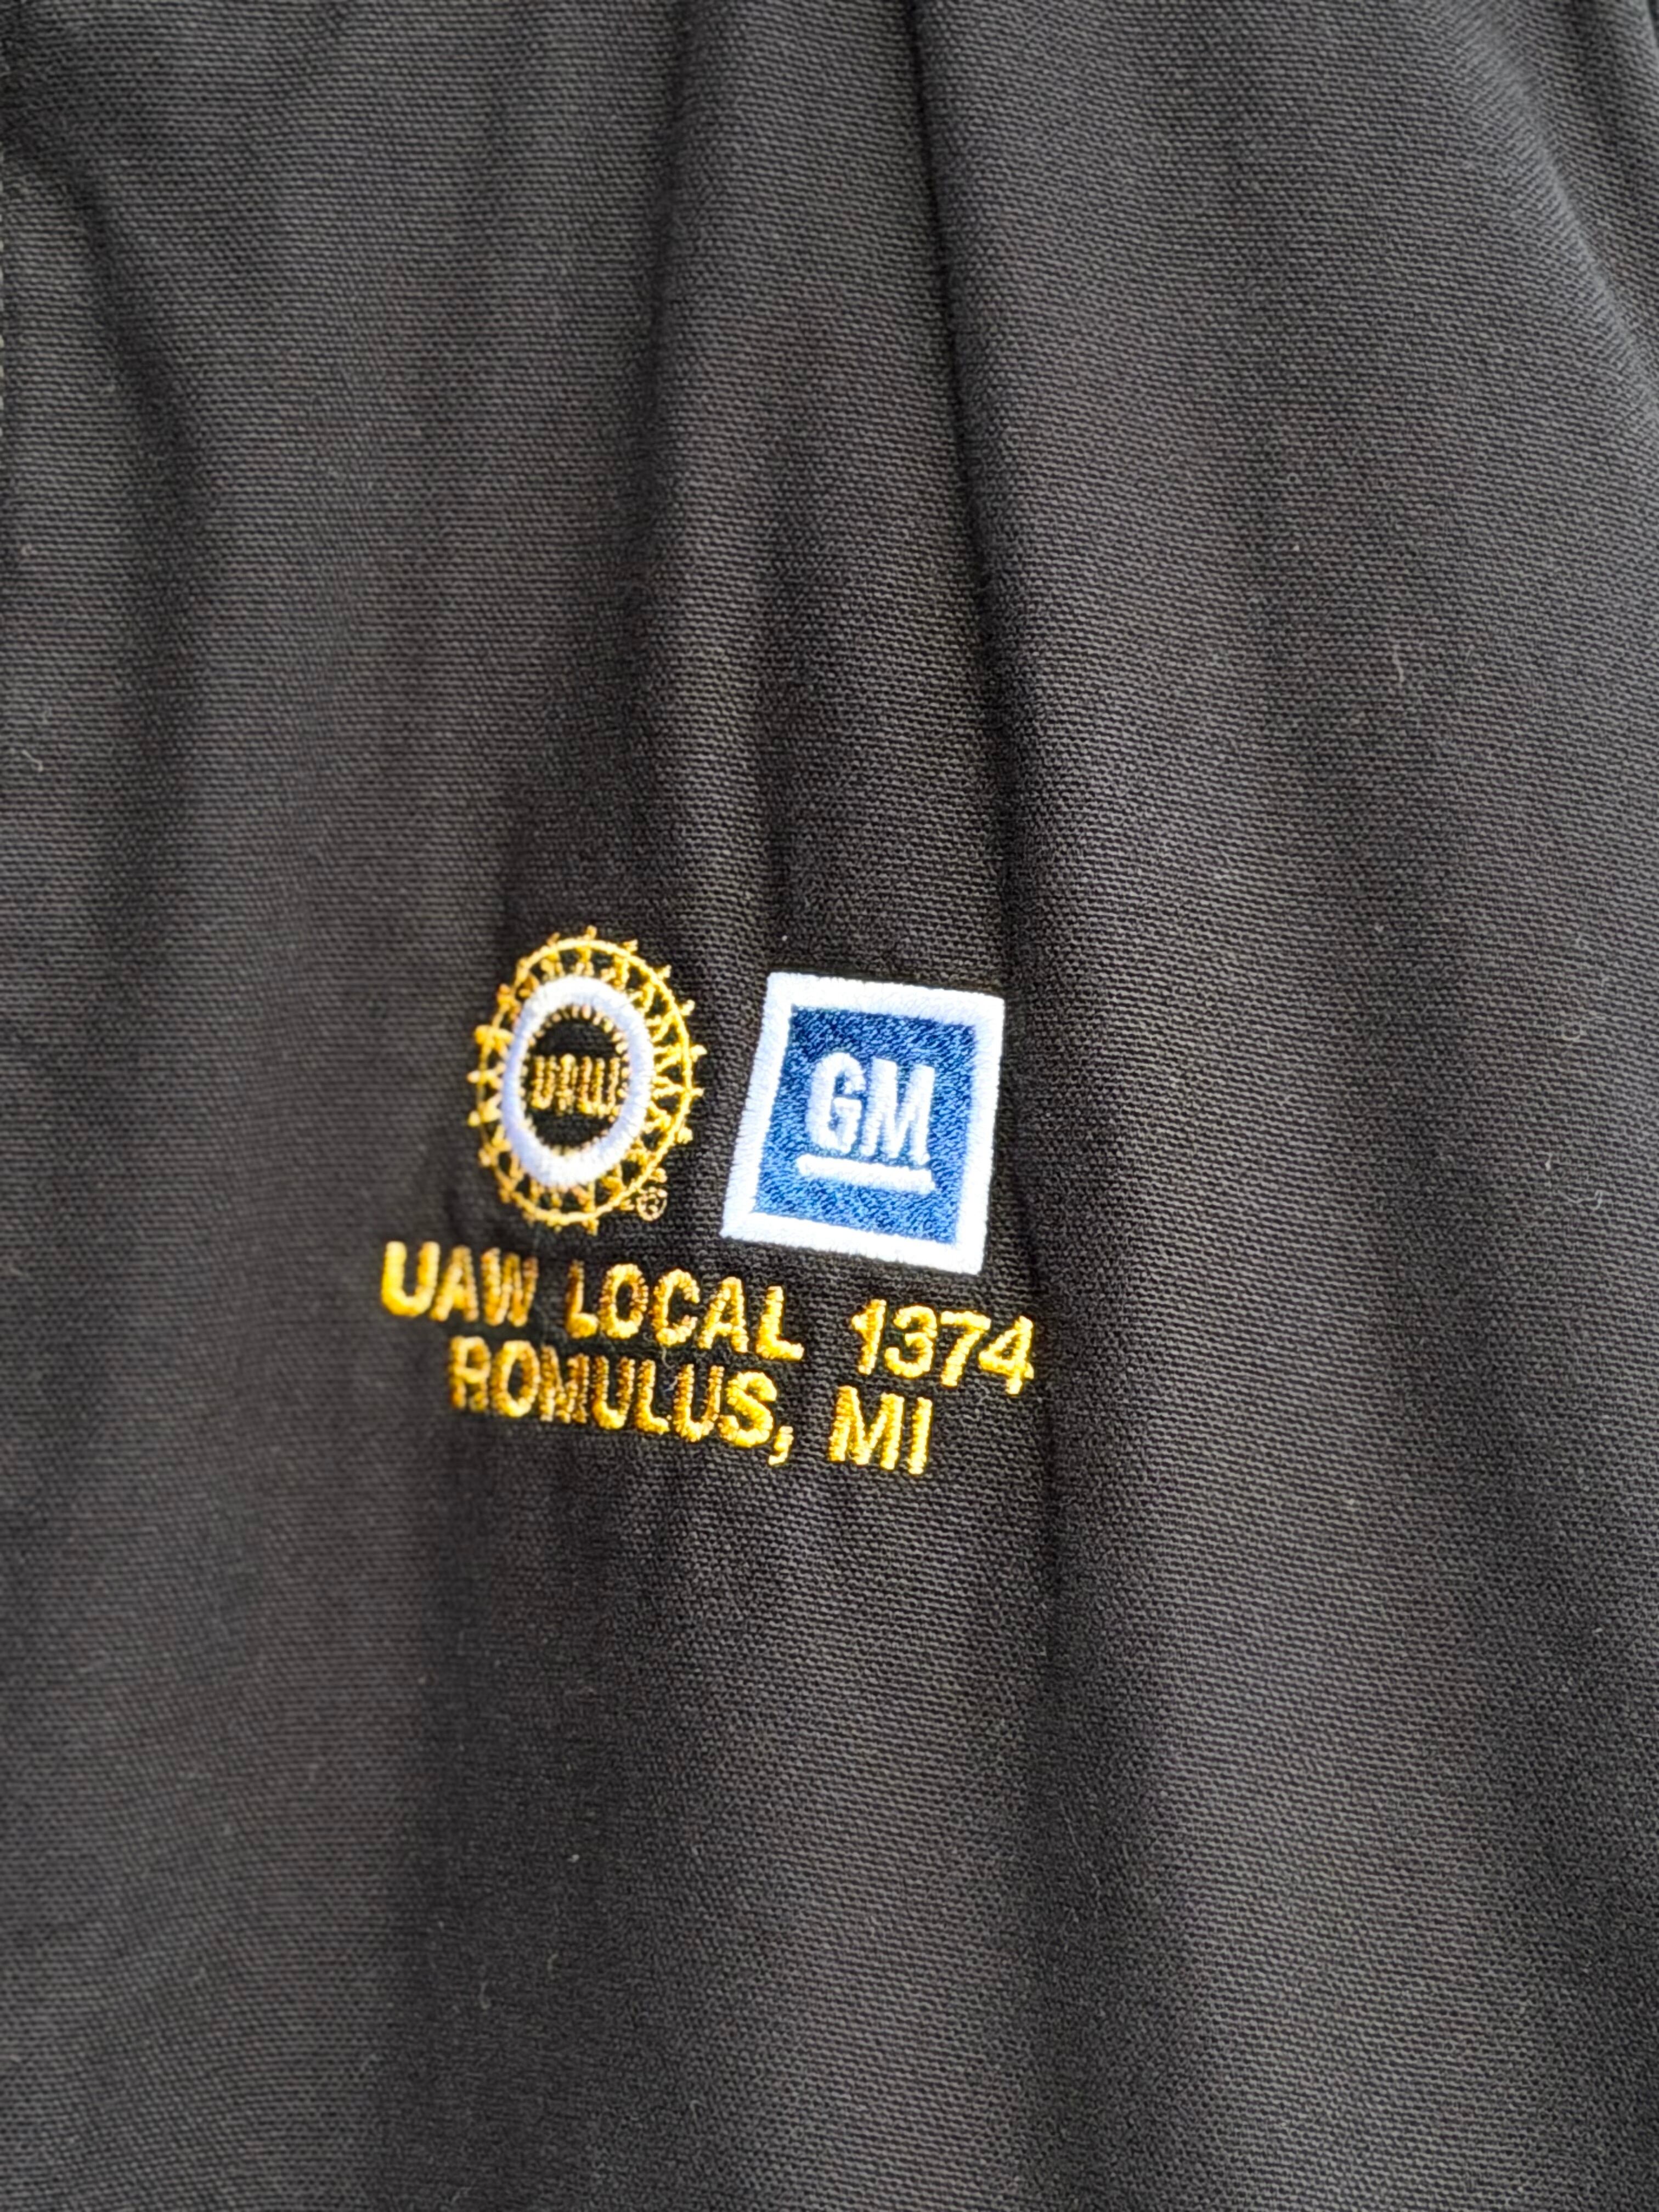 UAW
GM
UAW LOCAL 1374
ROMULUS, MI